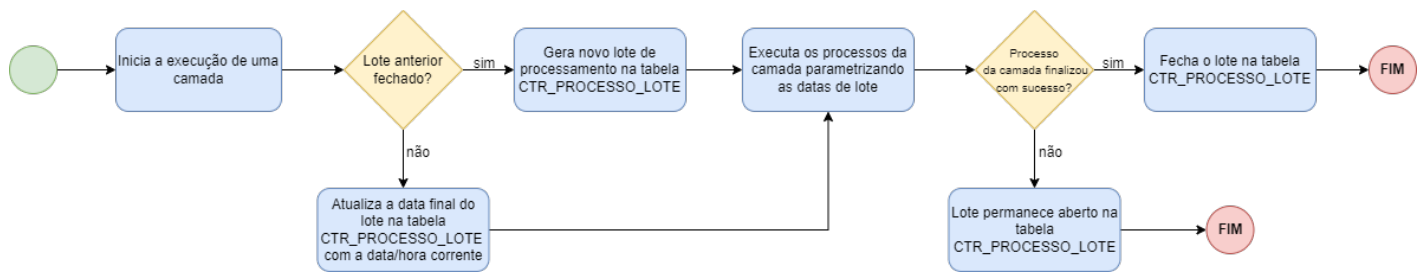 Inicia a execução de uma
camada
Lote anterior
fechado?
sim
Gera novo lote de
processamento na tabela
CTR_PROCESSO_LOTE
Executa os processos da
camada parametrizando
as datas de lote
Processo
da camada finalizou
com sucesso?
sim
Fecha o lote na tabela
CTR_PROCESSO_LOTE
FIM
não
Atualiza a data final do
lote na tabela
CTR_PROCESSO_LOTE
com a data/hora corrente
não
Lote permanece aberto na
tabela
CTR_PROCESSO_LOTE
FIM